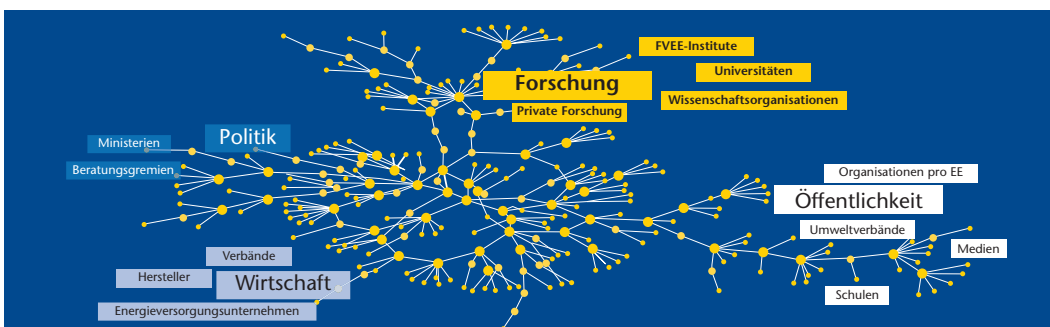 FVEE-Institute
Universitäten
Forschung
Wissenschaftsorganisationen
Private Forschung
Politik
Ministerien
Beratungsgremien
Organisationen pro EE
Öffentlichkeit
Umweltverbände
Medien
Schulen
Verbände
Hersteller
Wirtschaft
Energieversorgungsunternehmen